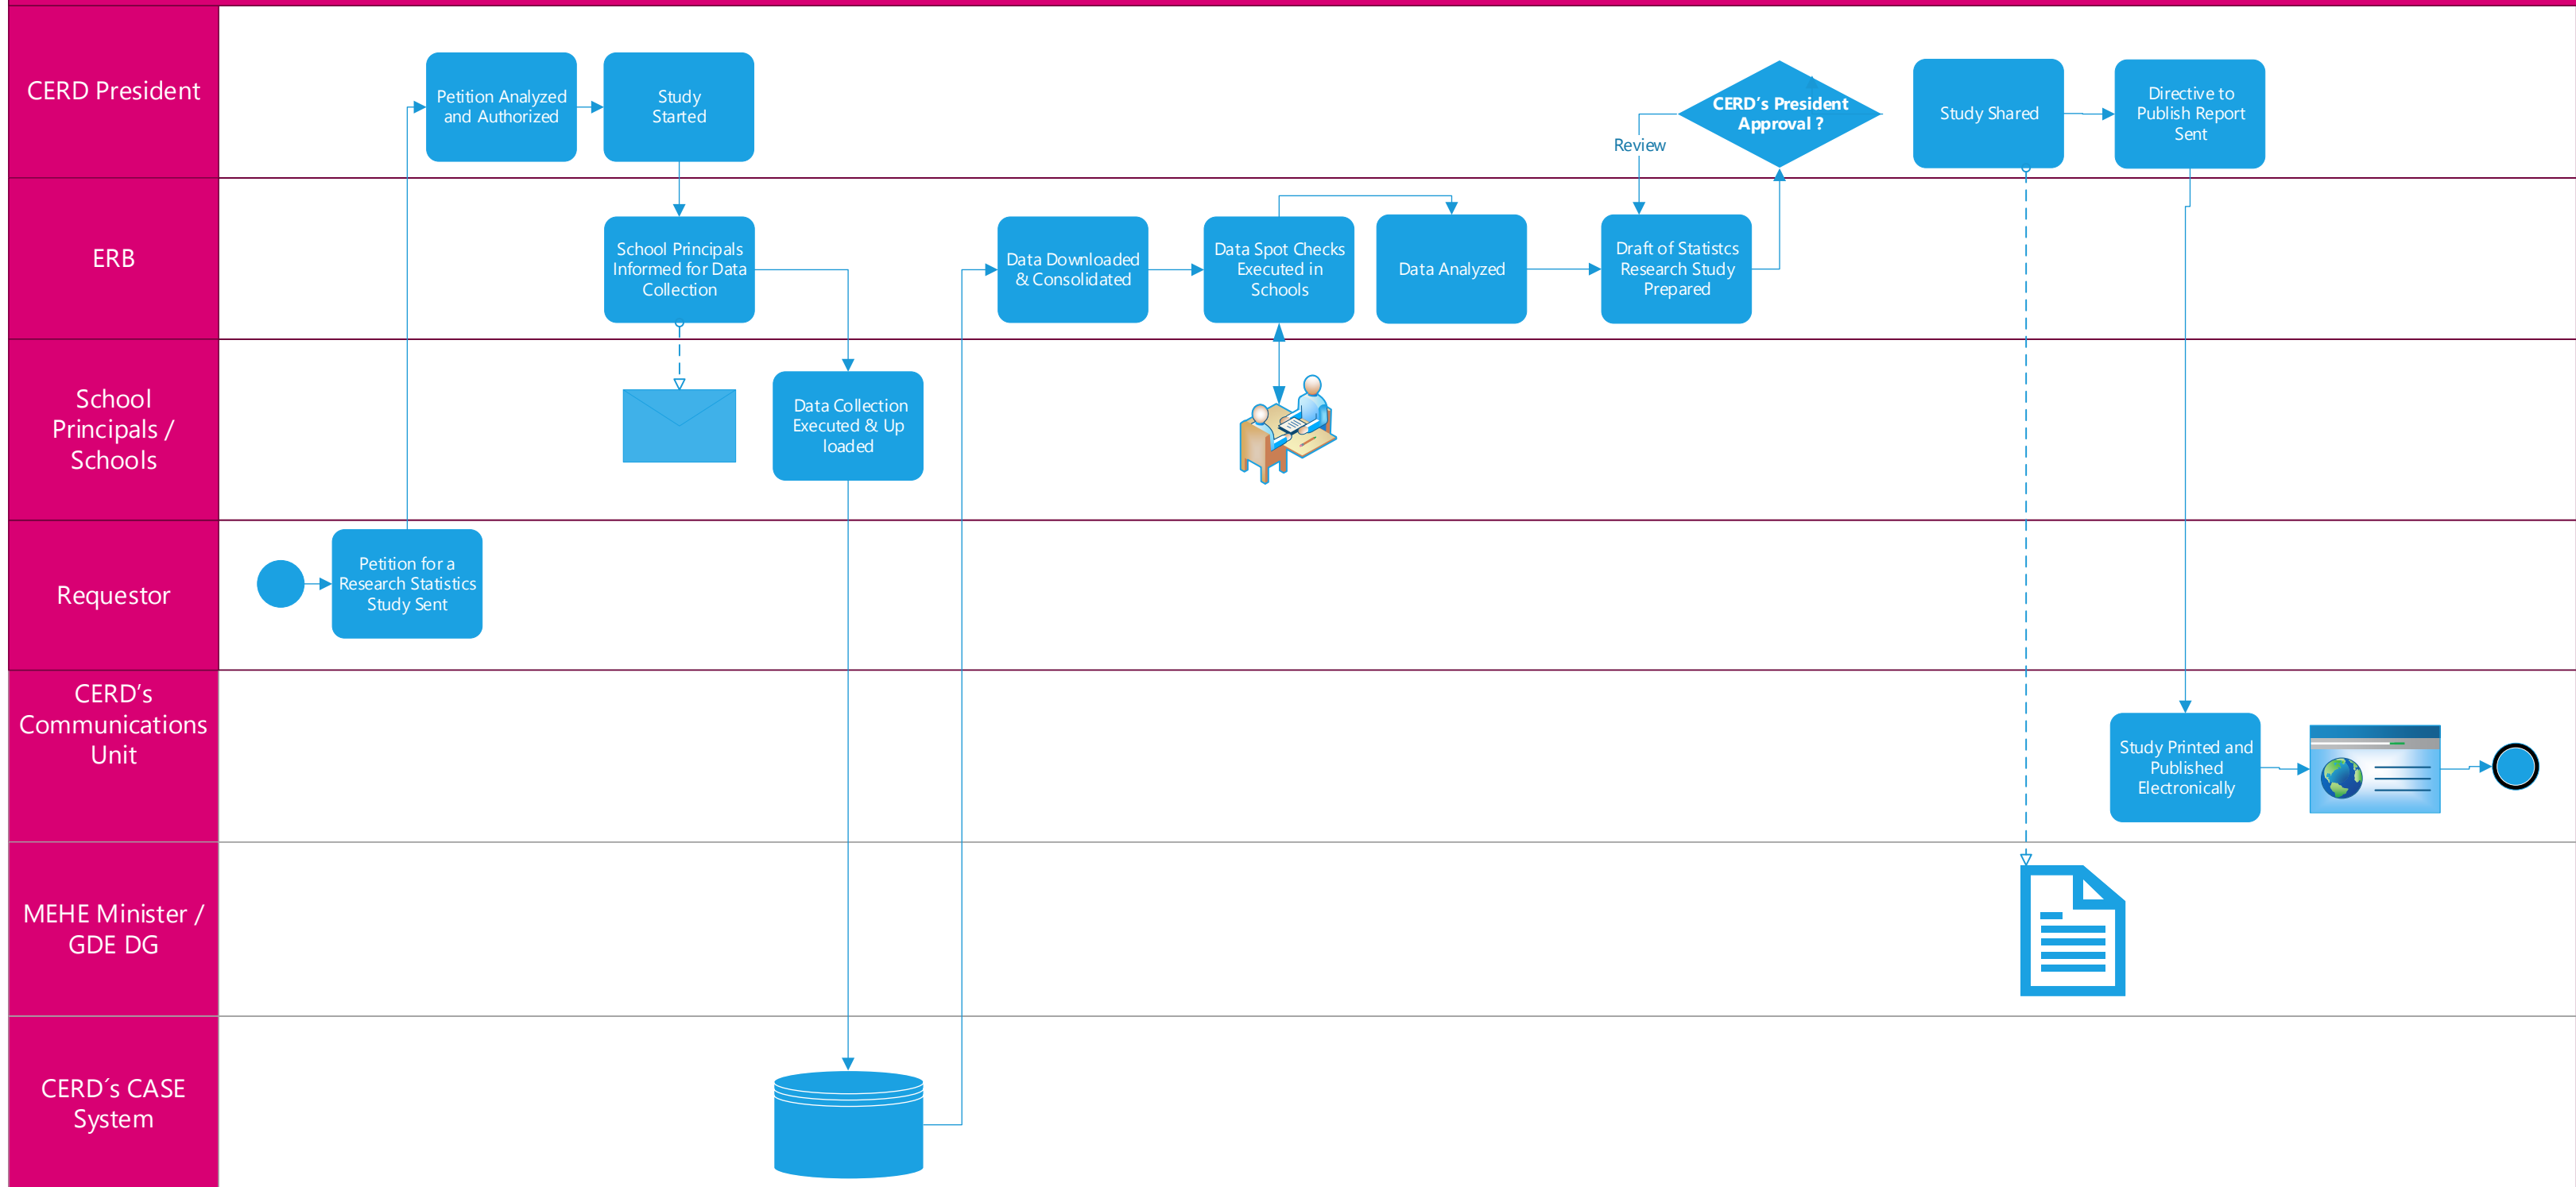 CERD President
Petition Analyzed
and Authorized
Study
Started
CERD’s President
Approval ?
Review
Study Shared
Directive to
Publish Report
Sent
ERB
School Principals
Informed for Data
Collection
Data Downloaded
& Consolidated
Data Spot Checks
Executed in
Schools
Data Analyzed
Draft of Statistcs
Research Study
Prepared
School
Principals /
Schools
Data Collection
Executed & Up
loaded
Requestor
Petition for a
Research Statistics
Study Sent
CERD’s
Communications
Unit
Study Printed and
Published
Electronically
MEHE Minister /
GDE DG
CERD´s CASE
System